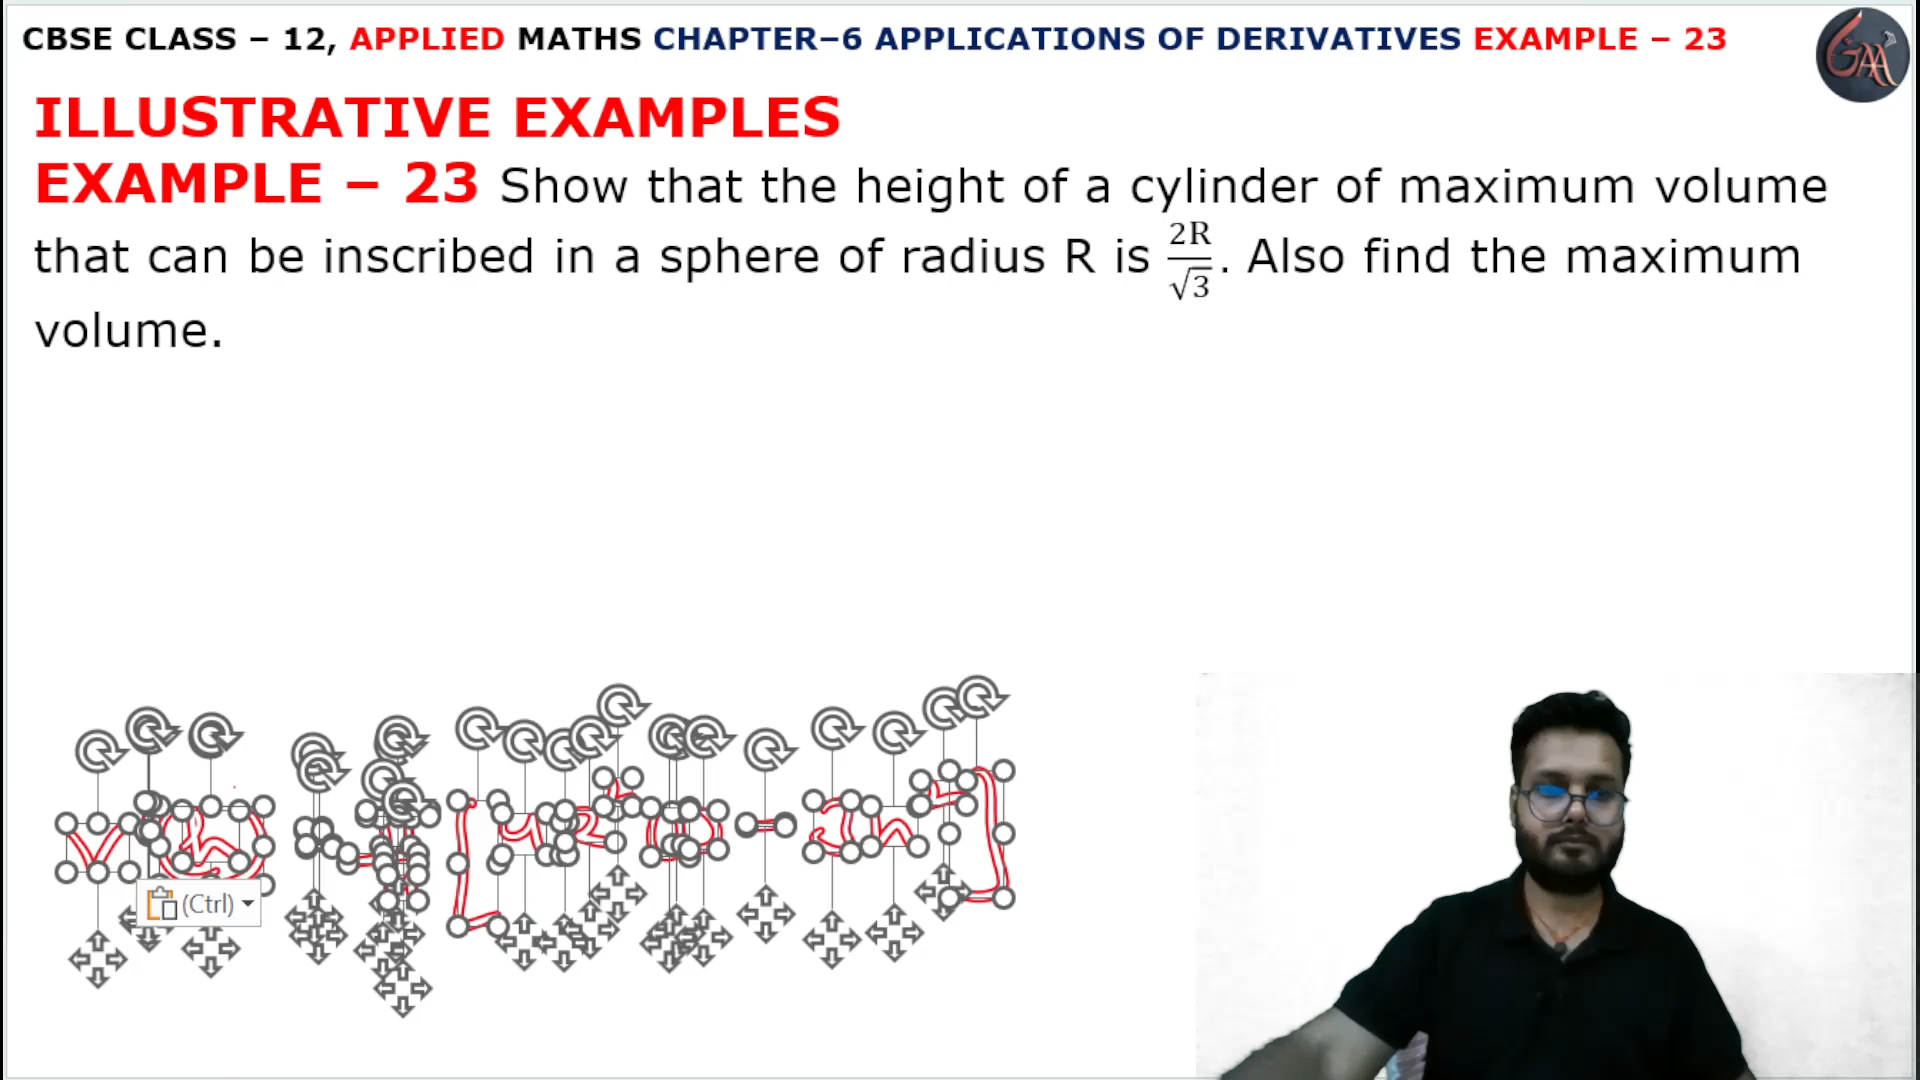 CBSE CLASS – 12, APPLIED MATHS CHAPTER–6 APPLICATIONS OF DERIVATIVES EXAMPLE – 23
GAA
ILLUSTRATIVE EXAMPLES
EXAMPLE – 23 Show that the height of a cylinder of maximum volume
that can be inscribed in a sphere of radius R is 2R/√3. Also find the maximum
volume.
(Ctrl)